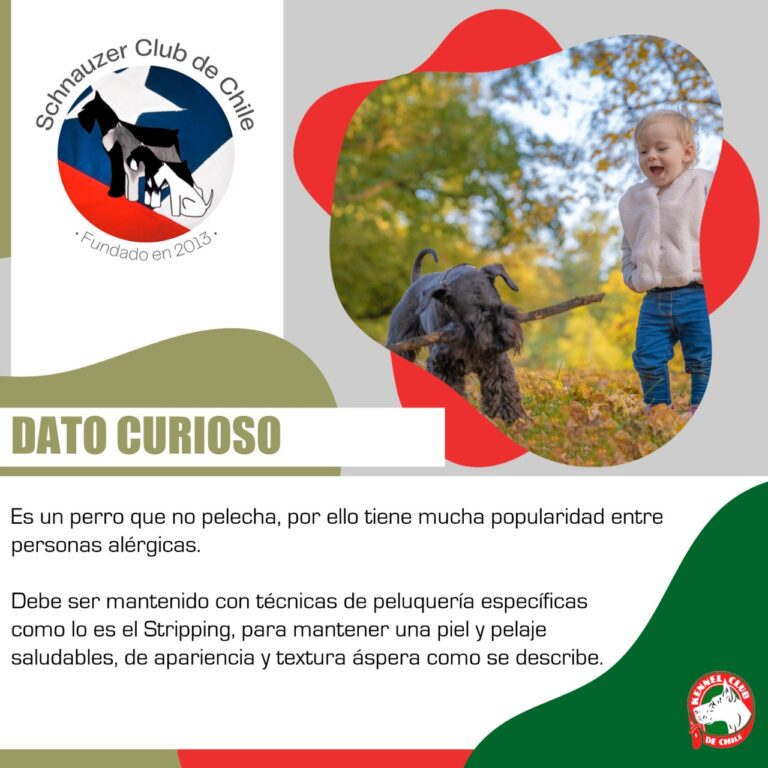 Schnauzer Club de Chile
• Fundado en 2013 •
DATO CURIOSO
Es un perro que no pelecha, por ello tiene mucha popularidad entre
personas alérgicas.
Debe ser mantenido con técnicas de peluquería específicas
como lo es el Stripping, para mantener una piel y pelaje
saludables, de apariencia y textura áspera como se describe.
KENNEL CLUB
DE CHILE